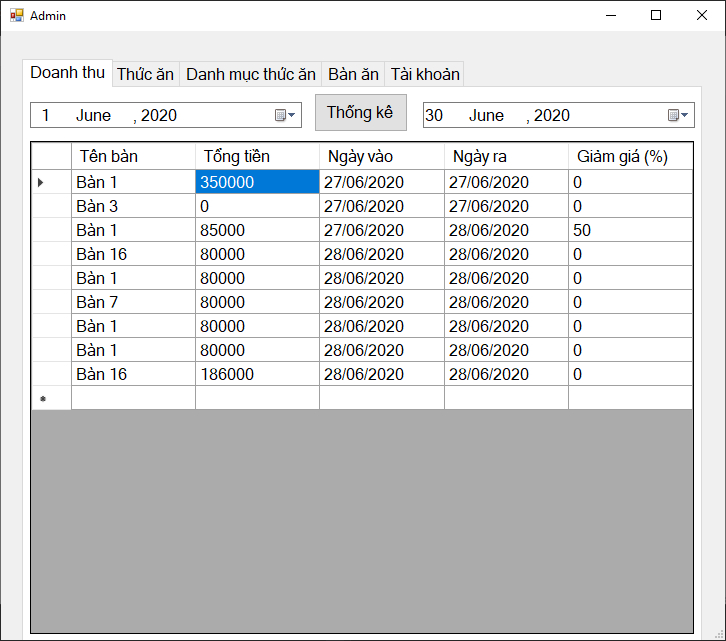 Admin
Doanh thu Thức ăn Danh mục thức ăn Bàn ăn Tài khoản
1 June , 2020 Thống kê 30 June , 2020
Tên bàn Tổng tiền Ngày vào Ngày ra Giảm giá (%)
Bàn 1 350000 27/06/2020 27/06/2020 0
Bàn 3 0 27/06/2020 27/06/2020 0
Bàn 1 85000 27/06/2020 28/06/2020 50
Bàn 16 80000 28/06/2020 28/06/2020 0
Bàn 1 80000 28/06/2020 28/06/2020 0
Bàn 7 80000 28/06/2020 28/06/2020 0
Bàn 1 80000 28/06/2020 28/06/2020 0
Bàn 1 80000 28/06/2020 28/06/2020 0
Bàn 16 186000 28/06/2020 28/06/2020 0